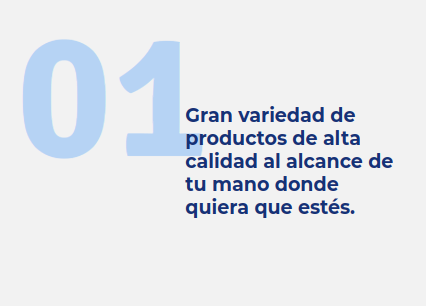 01
Gran variedad de
productos de alta
calidad al alcance de
tu mano donde
quiera que estés.